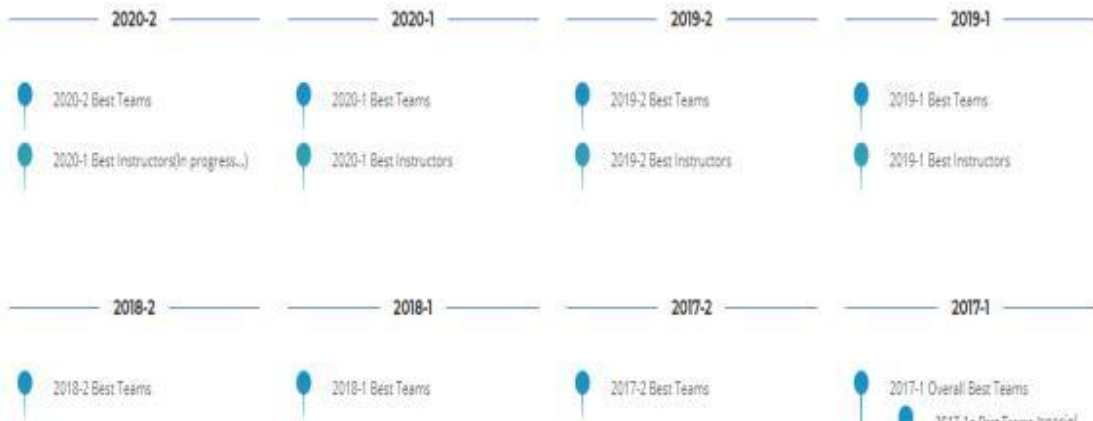 2020-2
2020-1
2019-2
2019-1
2020-2 Best Teams
2020-1 Best Teams
2019-2 Best Teams
2019-1 Best Teams
2020-1 Best Instructors(In progress...)
2020-1 Best Instructors
2019-2 Best Instructors
2019-1 Best Instructors
2018-2
2018-1
2017-2
2017-1
2018-2 Best Teams
2018-1 Best Teams
2017-2 Best Teams
2017-1 Overall Best Teams
Best Teams